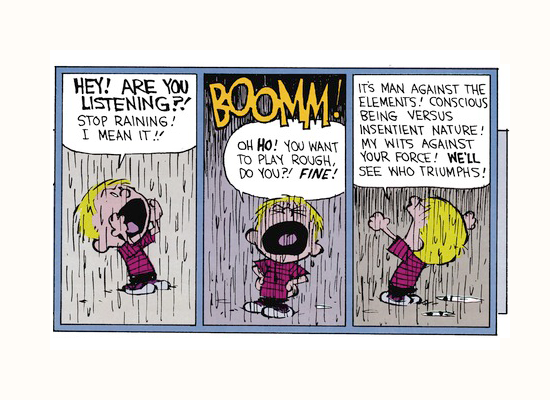 HEY! ARE YOU
LISTENING?!
STOP RAINING!
I MEAN IT!!
BOOMM!
OH HO! YOU WANT
TO PLAY ROUGH,
DO YOU?! FINE!
IT'S MAN AGAINST THE
ELEMENTS! CONSCIOUS
BEING VERSUS
INSENTIENT NATURE!
MY WITS AGAINST
YOUR FORCE! WE'LL
SEE WHO TRIUMPHS!